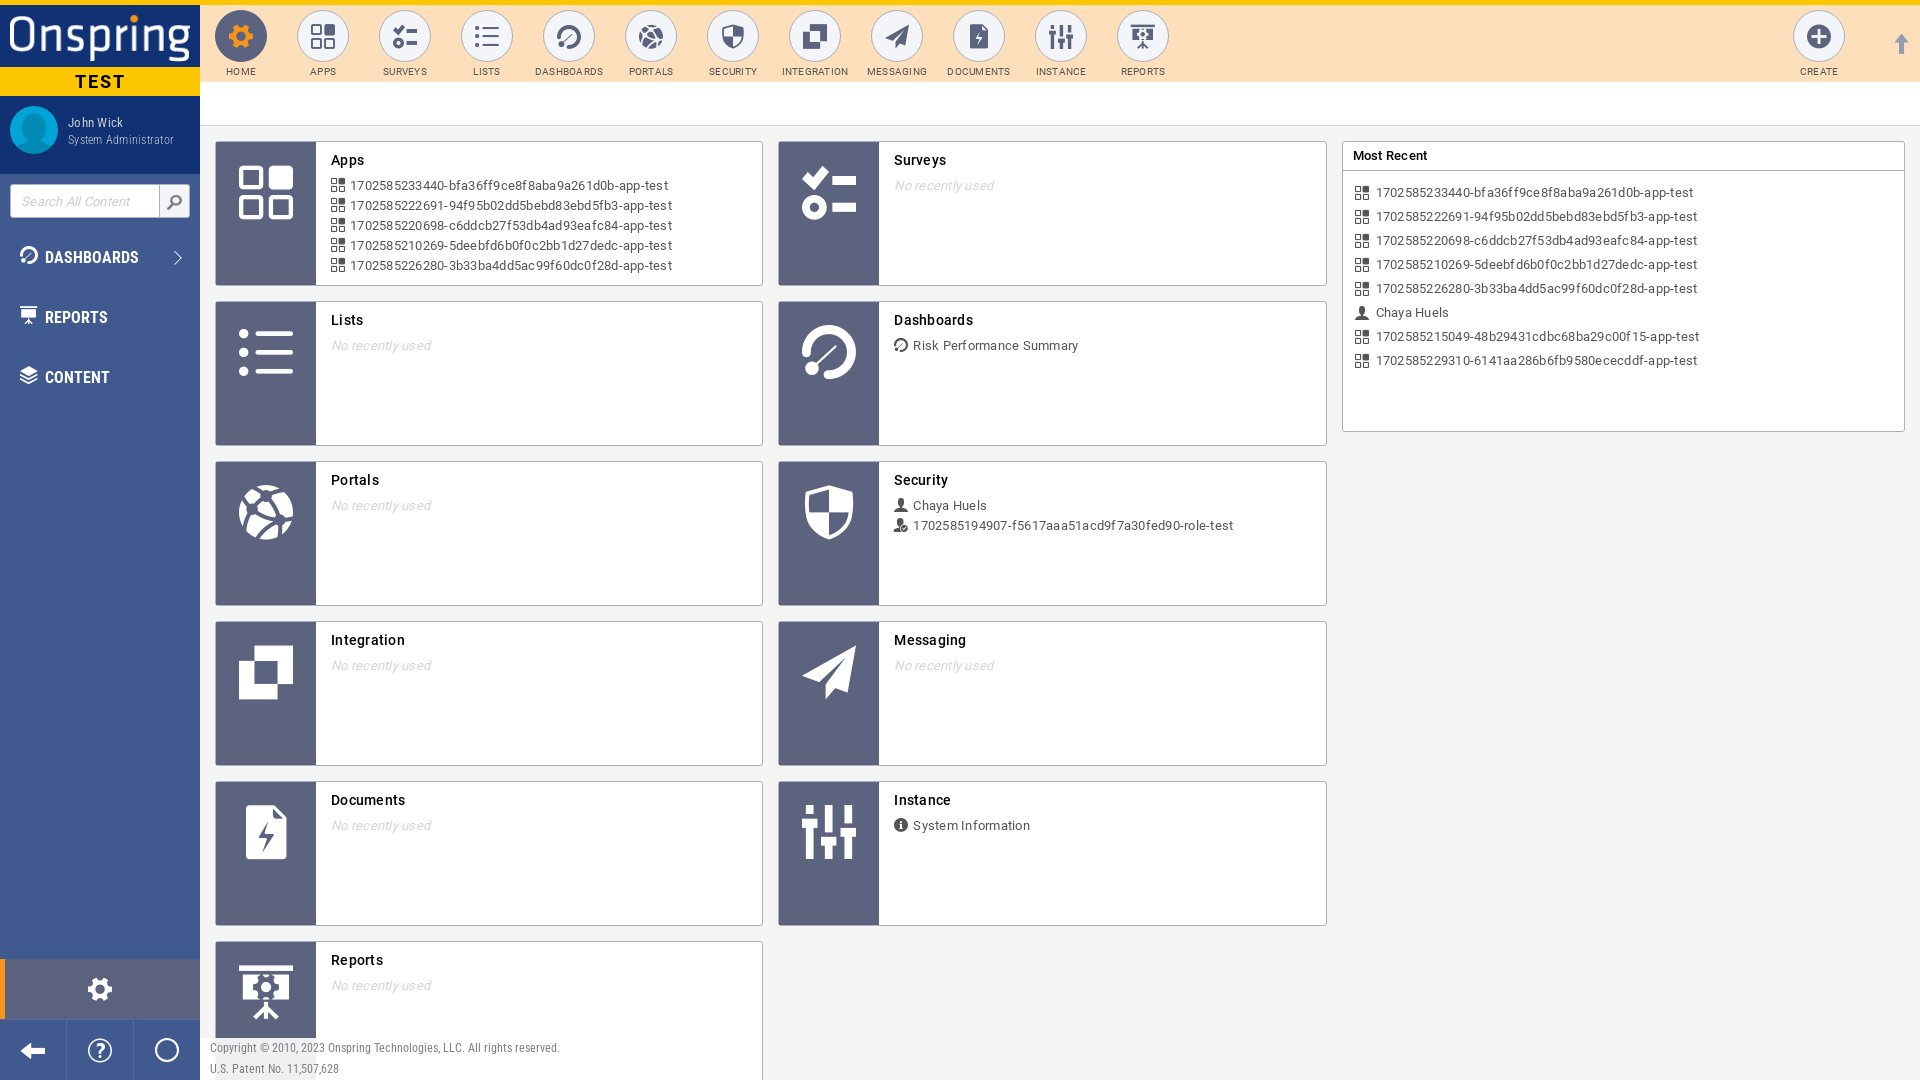 Onspring
TEST
John Wick
System Administrator
Search All Content
DASHBOARDS
REPORTS
CONTENT
HOME
APPS
SURVEYS
LISTS
DASHBOARDS
PORTALS
SECURITY
INTEGRATION
MESSAGING
DOCUMENTS
INSTANCE
REPORTS
CREATE
Apps
1702585233440-bfa36ff9ce8f8aba9a261d0b-app-test
1702585222691-94f95b02dd5bebd83ebd5fb3-app-test
1702585220698-c6ddcb27f53db4ad93eafc84-app-test
1702585210269-5deebfd6b0f0c2bb1d27dedc-app-test
1702585226280-3b33ba4dd5ac99f60dc0f28d-app-test
Surveys
No recently used
Lists
No recently used
Dashboards
Risk Performance Summary
Portals
No recently used
Security
Chaya Huels
1702585194907-f5617aaa51acd9f7a30fed90-role-test
Integration
No recently used
Messaging
No recently used
Documents
No recently used
Instance
System Information
Reports
No recently used
Most Recent
1702585233440-bfa36ff9ce8f8aba9a261d0b-app-test
1702585222691-94f95b02dd5bebd83ebd5fb3-app-test
1702585220698-c6ddcb27f53db4ad93eafc84-app-test
1702585210269-5deebfd6b0f0c2bb1d27dedc-app-test
1702585226280-3b33ba4dd5ac99f60dc0f28d-app-test
Chaya Huels
1702585215049-48b29431cdbc68ba29c00f15-app-test
1702585229310-6141aa286b6fb9580ececddf-app-test
Copyright © 2010, 2023 Onspring Technologies, LLC. All rights reserved.
U.S. Patent No. 11,507,628